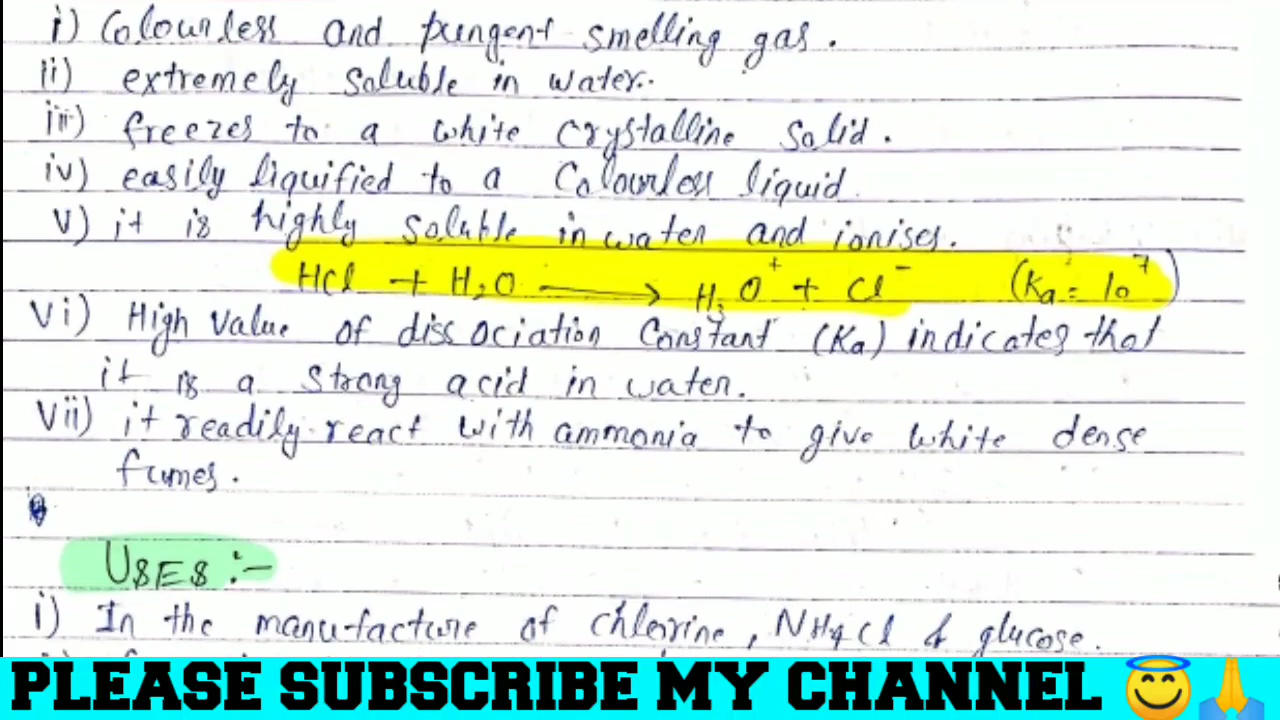 i) Colourless and pungent smelling gas.
ii) extremely soluble in water.
iii) freezes to a white crystalline solid.
iv) easily liquified to a colourless liquid.
v) it is highly soluble in water and ionises.
HCl + H₂O ⟶ H₃O⁺ + Cl⁻ (Ka = 10⁷)
vi) High value of dissociation constant (Ka) indicates that
it is a strong acid in water.
vii) it readily react with ammonia to give white dense
fumes.
USES :-
i) In the manufacture of chlorine, NH4Cl & glucose.
PLEASE SUBSCRIBE MY CHANNEL 😇🙏